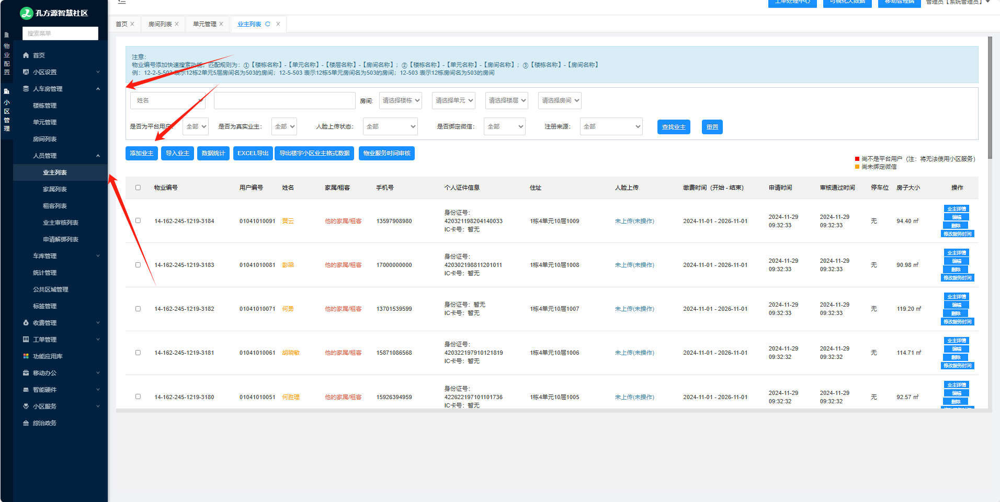 孔方源智慧社区
搜索菜单
物业配置
小区管理
首页
小区设置
人车房管理
楼栋管理
单元管理
房间列表
人员管理
业主列表
家属列表
租客列表
业主审核列表
申请解绑列表
车库管理
统计管理
公共区域管理
标签管理
收费管理
工单管理
功能应用库
移动办公
智能硬件
小区服务
综治政务
工单处理中心 可视化大数据 移动管理端 管理员【系统管理员】
首页 房间列表 单元管理 业主列表
注意：
物业编号添加快速搜索功能，匹配规则为：①【楼栋名称】-【单元名称】-【楼层名称】-【房间名称】；②【楼栋名称】-【单元名称】-【房间名称】；③【楼栋名称】-【房间名称】
例：12-2-5-503 表示12栋2单元5层房间名为503的房间；12-5-503 表示12栋5单元房间名为503的房间；12-503 表示12栋房间名为503的房间
姓名 房间: 请选择楼栋 请选择单元 请选择楼层 请选择房间
是否为平台用户： 全部 是否为真实业主： 全部 人脸上传状态： 全部 是否绑定微信： 全部 注册来源： 全部 查找业主 重置
添加业主 导入业主 数据统计 EXCEL导出 导出楼宇小区业主格式数据 物业服务时间审核
尚不是平台用户（注：将无法使用小区服务）
尚未绑定微信
物业编号 用户编号 姓名 家属/租客 手机号 个人证件信息 住址 人脸上传 缴费时间（开始 - 结束） 申请时间 审核通过时间 停车位 房子大小 操作
14-162-245-1219-3184 01041010091 黄云 他的家属/租客 13597908980 身份证号： 420321198204140033 IC卡号：暂无 1栋4单元10层1009 未上传(未操作) 2024-11-01 - 2026-11-01 2024-11-29 09:32:33 2024-11-29 09:32:33 无 94.40 ㎡ 业主详情 编辑 删除 修改服务时间
14-162-245-1219-3183 01041010081 彭梁 他的家属/租客 17000000000 身份证号： 420302198811201011 IC卡号：暂无 1栋4单元10层1008 未上传(未操作) 2024-11-01 - 2026-11-01 2024-11-29 09:32:33 2024-11-29 09:32:33 无 90.98 ㎡ 业主详情 编辑 删除 修改服务时间
14-162-245-1219-3182 01041010071 何勇 他的家属/租客 13701539599 身份证号：暂无 IC卡号：暂无 1栋4单元10层1007 未上传(未操作) 2024-11-01 - 2026-11-01 2024-11-29 09:32:33 2024-11-29 09:32:33 无 119.20 ㎡ 业主详情 编辑 删除 修改服务时间
14-162-245-1219-3181 01041010061 胡晓敏 他的家属/租客 15871086568 身份证号： 420322197910121819 IC卡号：暂无 1栋4单元10层1006 未上传(未操作) 2024-11-01 - 2026-11-01 2024-11-29 09:32:32 2024-11-29 09:32:32 无 114.71 ㎡ 业主详情 编辑 删除 修改服务时间
14-162-245-1219-3180 01041010051 何胜理 他的家属/租客 15926394959 身份证号： 422622197101101736 IC卡号：暂无 1栋4单元10层1005 未上传(未操作) 2024-11-01 - 2026-11-01 2024-11-29 09:32:32 2024-11-29 09:32:32 无 92.57 ㎡ 业主详情 编辑 删除